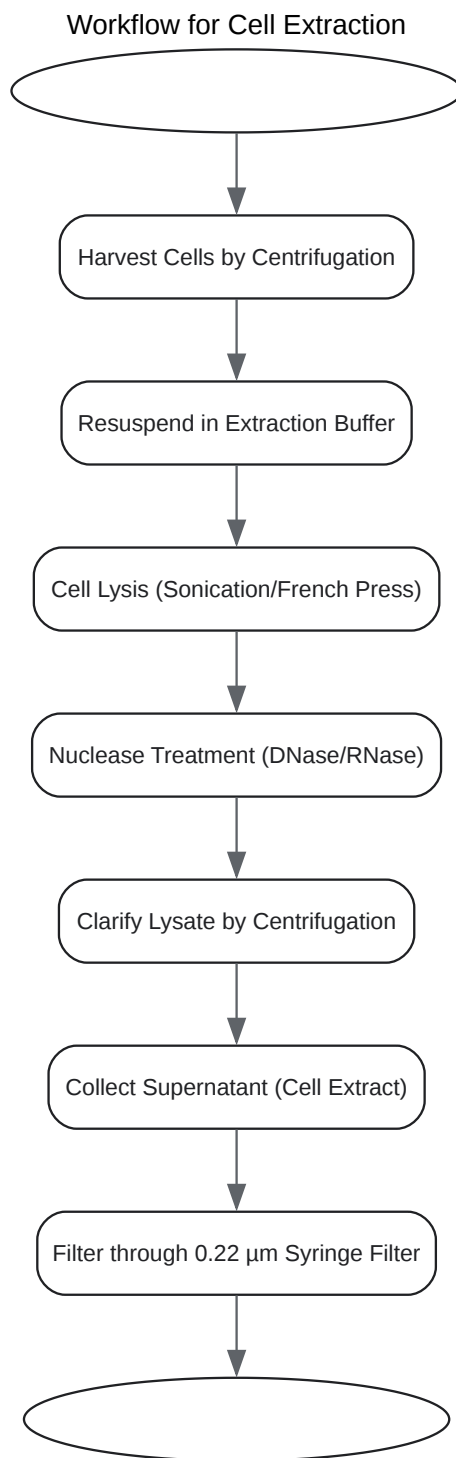 Workflow for Cell Extraction
Harvest Cells by Centrifugation
Resuspend in Extraction Buffer
Cell Lysis (Sonication/French Press)
Nuclease Treatment (DNase/RNase)
Clarify Lysate by Centrifugation
Collect Supernatant (Cell Extract)
Filter through 0.22 µm Syringe Filter